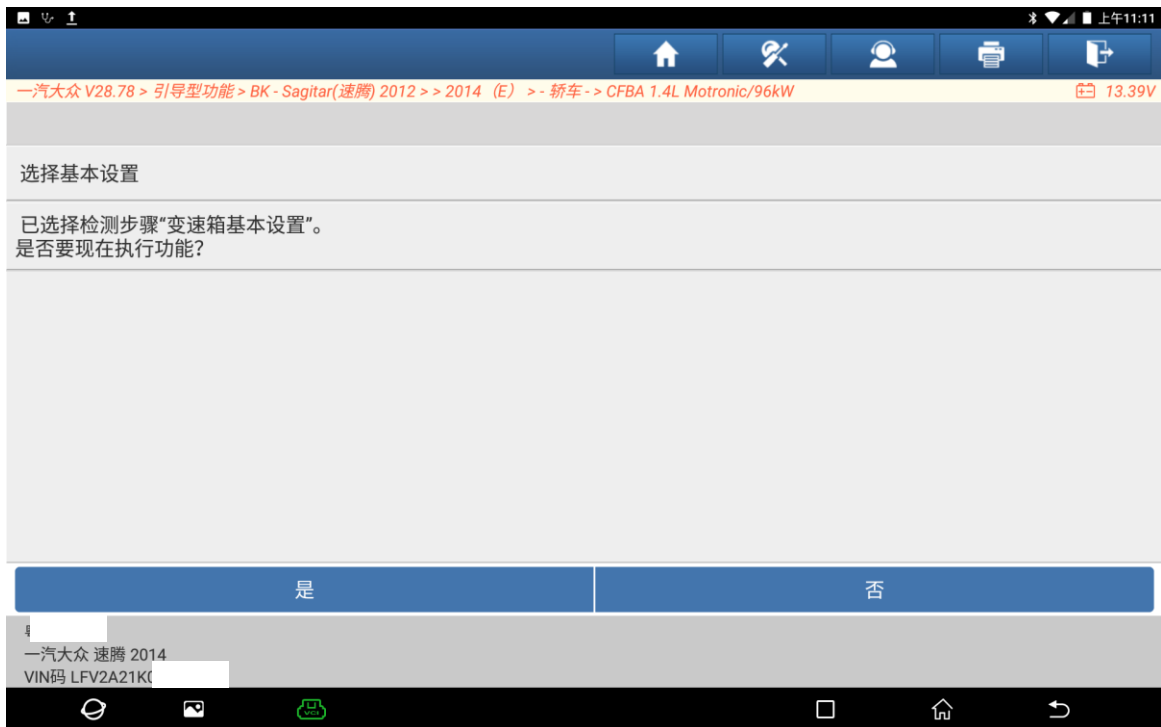 上午11:11
一汽大众 V28.78 > 引导型功能 > BK - Sagitar(速腾) 2012 > > 2014（E） > - 轿车 - > CFBA 1.4L Motronic/96kW 13.39V
选择基本设置
已选择检测步骤“变速箱基本设置”。
是否要现在执行功能?
是 否
一汽大众 速腾 2014
VIN码 LFV2A21K
VCI